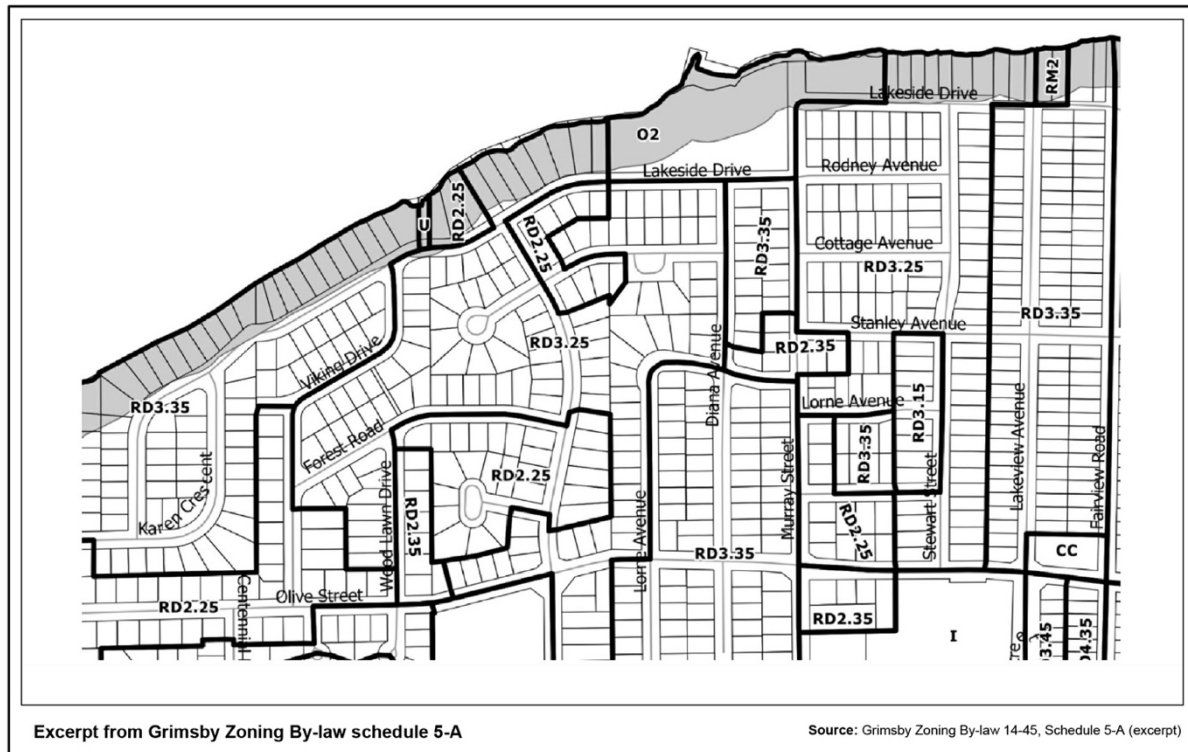 RM2
Lakeside Drive
O2
Lakeside Drive
Rodney Avenue
U
RD2.25
RD2.25
RD3.35
Cottage Avenue
RD3.25
RD3.35
Stanley Avenue
RD3.25
RD2.35
Viking Drive
Diana Avenue
RD3.35
Lorne Avenue
RD3.15
Forest Road
RD3.35
Lakeview Avenue
Fairview Road
RD2.25
Karen Crescent
Wood Lawn Drive
RD2.35
Murray Street
RD2.25
Stewart Street
Lorne Avenue
RD3.35
CC
Centennial
Olive Street
RD2.25
RD2.35
I
D3.45
D4.35
Excerpt from Grimsby Zoning By-law schedule 5-A
Source: Grimsby Zoning By-law 14-45, Schedule 5-A (excerpt)